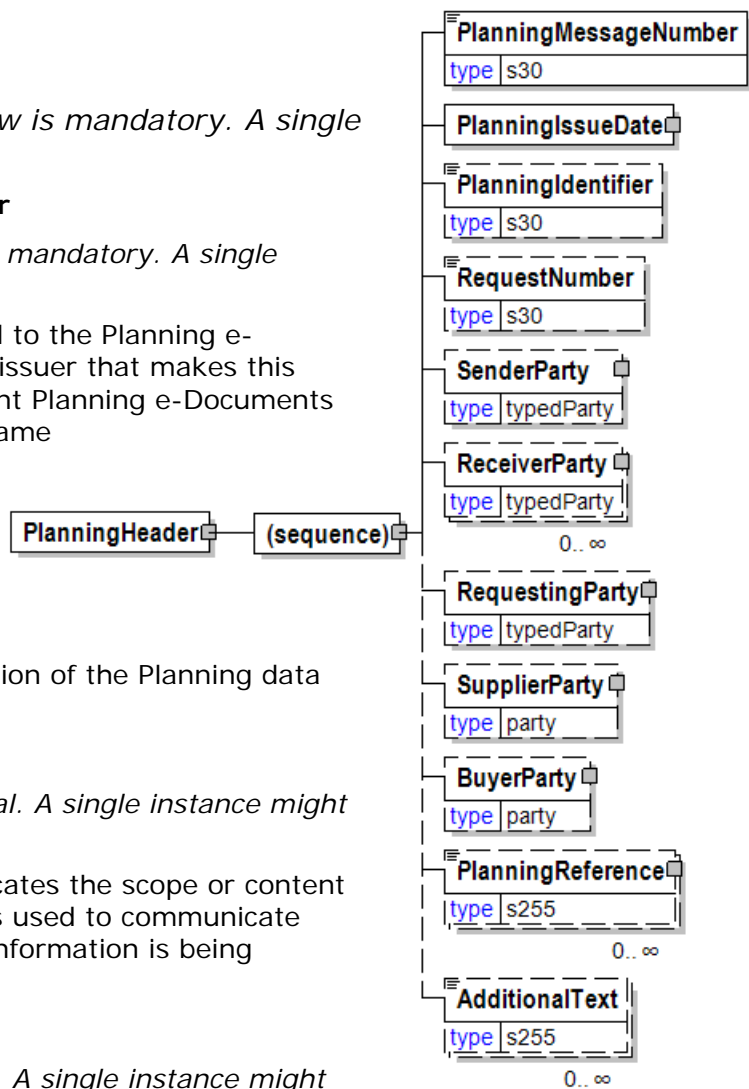 w is mandatory. A single
r
mandatory. A single
l to the Planning e-
issuer that makes this
nt Planning e-Documents
ame
ion of the Planning data
al. A single instance might
cates the scope or content
s used to communicate
nformation is being
. A single instance might
PlanningHeader
(sequence)
PlanningMessageNumber
type s30
PlanningIssueDate
PlanningIdentifier
type s30
RequestNumber
type s30
SenderParty
type typedParty
ReceiverParty
type typedParty
0.. ∞
RequestingParty
type typedParty
SupplierParty
type party
BuyerParty
type party
PlanningReference
type s255
0.. ∞
AdditionalText
type s255
0.. ∞